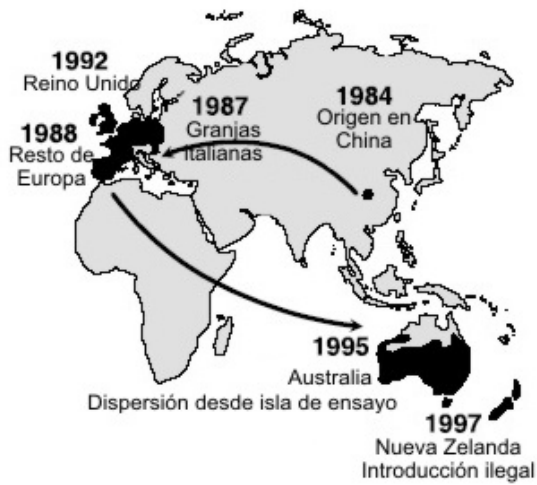 1992
Reino Unido
1987
Granjas
italianas
1984
Origen en
China
1988
Resto de
Europa
1995
Australia
Dispersión desde isla de ensayo
1997
Nueva Zelanda
Introducción ilegal